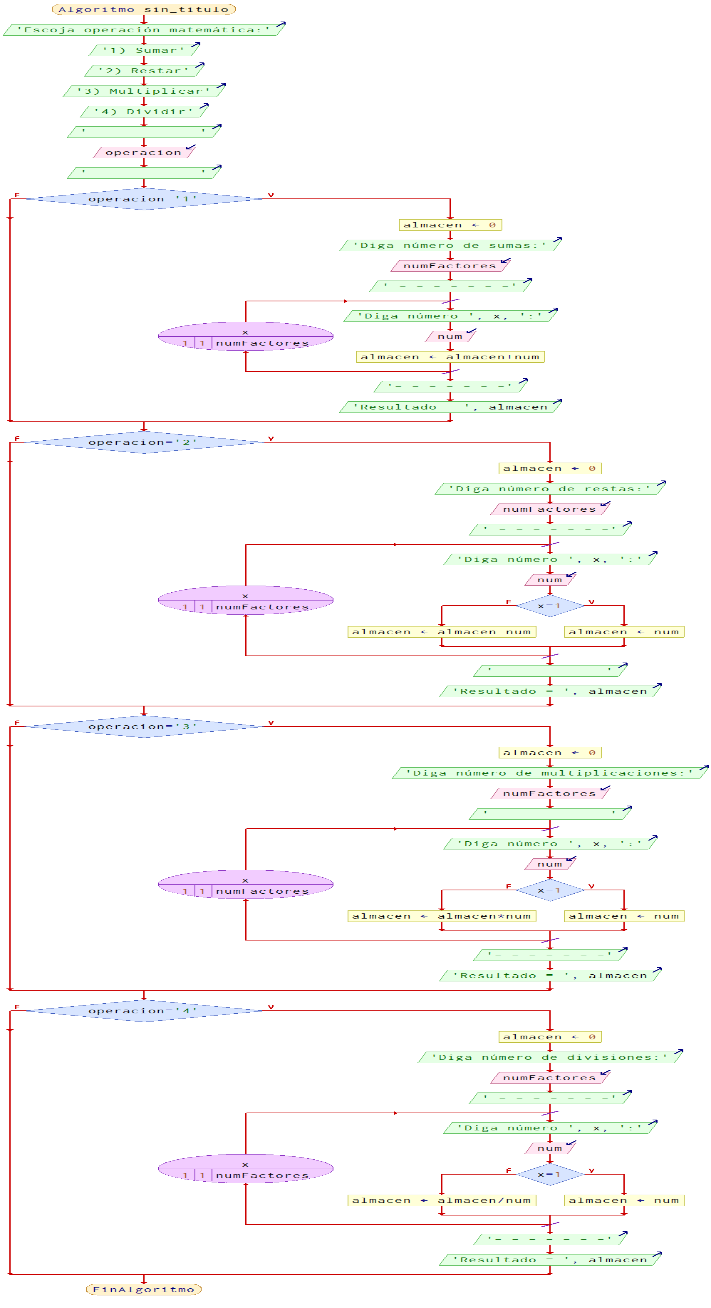 Algoritmo sin_titulo
'Escoja operación matemática:'
'1) Sumar'
'2) Restar'
'3) Multiplicar'
'4) Dividir'
' '
operacion
' '
F V
operacion '1'
almacen ← 0
'Diga número de sumas:'
numFactores
'- - - - - - -'
'Diga número ', x, ':'
x
1 1 numFactores
num
almacen ← almacen+num
'- - - - - - -'
'Resultado =', almacen
F V
operacion='2'
almacen ← 0
'Diga número de restas:'
numFactores
'- - - - - - -'
'Diga número ', x, ':'
num
x
1 1 numFactores
F x=1 V
almacen ← almacen num
almacen ← num
' '
'Resultado = ', almacen
F V
operacion='3'
almacen ← 0
'Diga número de multiplicaciones:'
numFactores
' '
'Diga número ', x, ':'
num
x
1 1 numFactores
F x=1 V
almacen ← almacen*num
almacen ← num
'- - - - - - -'
'Resultado = ', almacen
F V
operacion='4'
almacen ← 0
'Diga número de divisiones:'
numFactores
'- - - - - - -'
'Diga número ', x, ':'
num
x
1 1 numFactores
F x=1 V
almacen ← almacen/num
almacen ← num
'- - - - - - -'
'Resultado = ', almacen
FinAlgoritmo